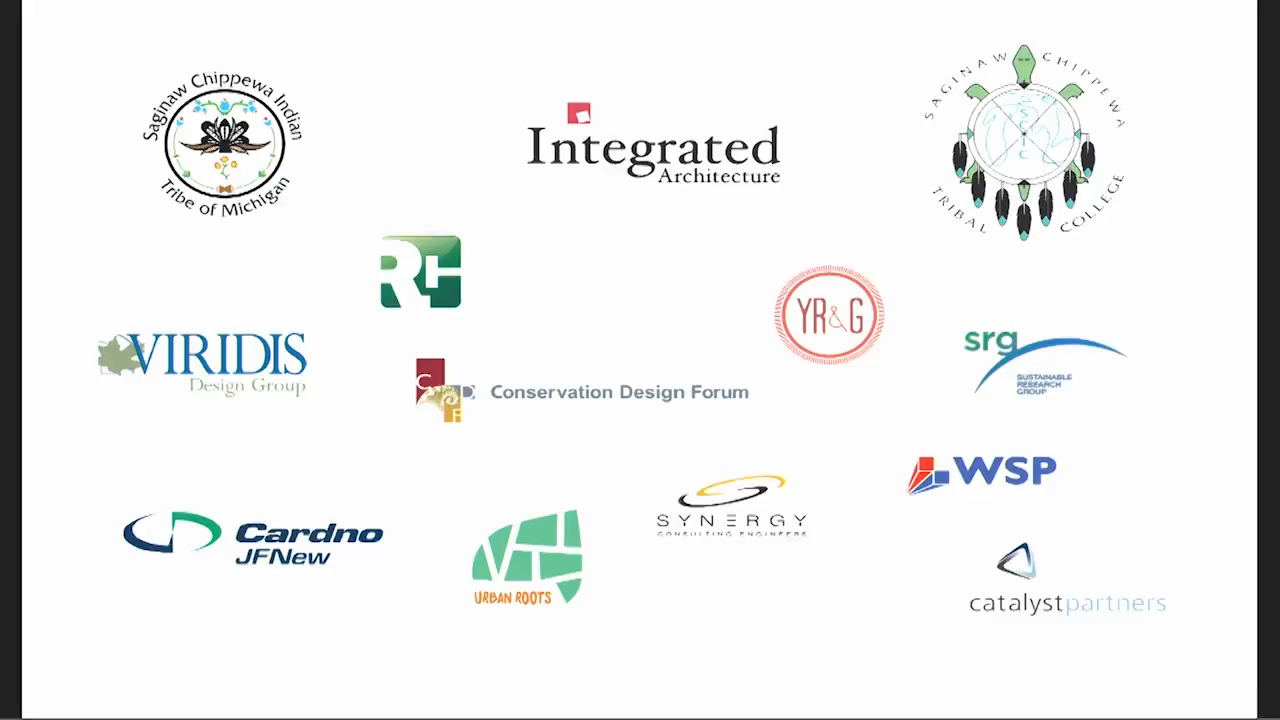 Saginaw Chippewa Indian
Tribe of Michigan
Integrated
Architecture
SAGINAW CHIPPEWA
TRIBAL COLLEGE
YR&G
VIRIDIS
Design Group
srg
SUSTAINABLE
RESEARCH
GROUP
C
D
F
Conservation Design Forum
WSP
SYNERGY
CONSULTING ENGINEERS
Cardno
JFNew
URBAN ROOTS
catalystpartners